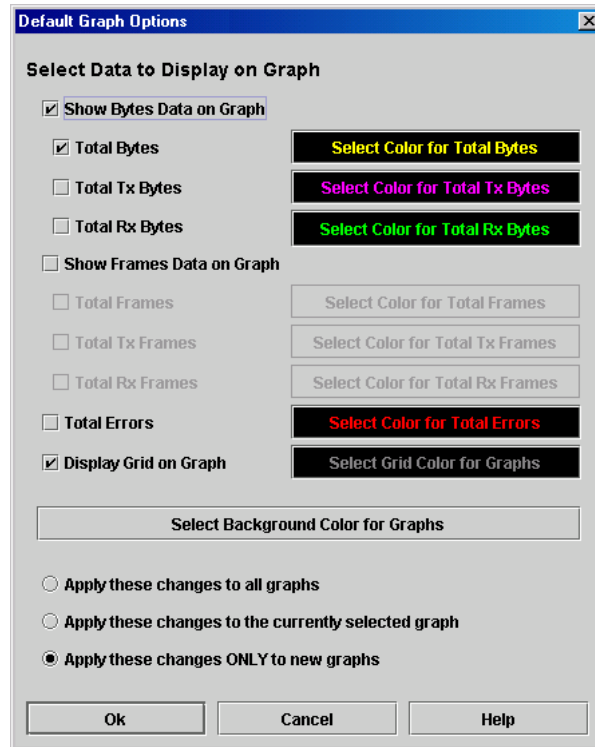 Default Graph Options
Select Data to Display on Graph
Show Bytes Data on Graph
Total Bytes Select Color for Total Bytes
Total Tx Bytes Select Color for Total Tx Bytes
Total Rx Bytes Select Color for Total Rx Bytes
Show Frames Data on Graph
Total Frames Select Color for Total Frames
Total Tx Frames Select Color for Total Tx Frames
Total Rx Frames Select Color for Total Rx Frames
Total Errors Select Color for Total Errors
Display Grid on Graph Select Grid Color for Graphs
Select Background Color for Graphs
Apply these changes to all graphs
Apply these changes to the currently selected graph
Apply these changes ONLY to new graphs
Ok Cancel Help